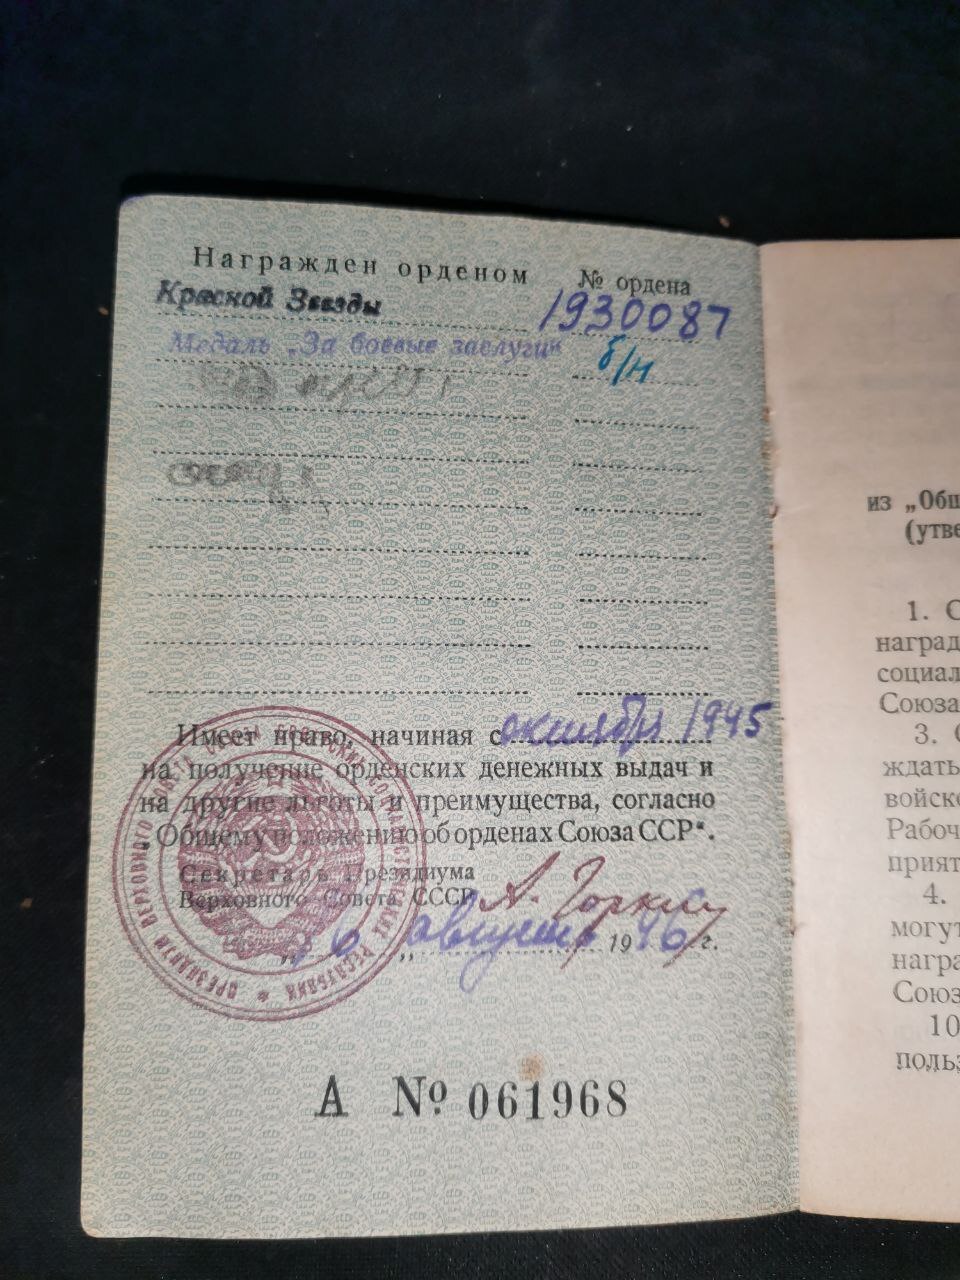 Награжден орденом № ордена
Красной Звезды 1930087
Медаль „За боевые заслуги“ б/н
Имеет право, начиная с октября 1945
на получение орденских денежных выдач и
на другие льготы и преимущества, согласно
„Общему положению об орденах Союза ССР“.
Секретарь Президиума
Верховного Совета СССР А. Горкин
„ 6 „ августа 1946 г.
ПРЕЗИДИУМ ВЕРХОВНОГО СОВЕТА
А № 061968
из „Общ
(утве
1. С
наград
социал
Союза
3. С
ждать
войско
Рабоч
прият
4.
могут
награ
Союз
10
польз